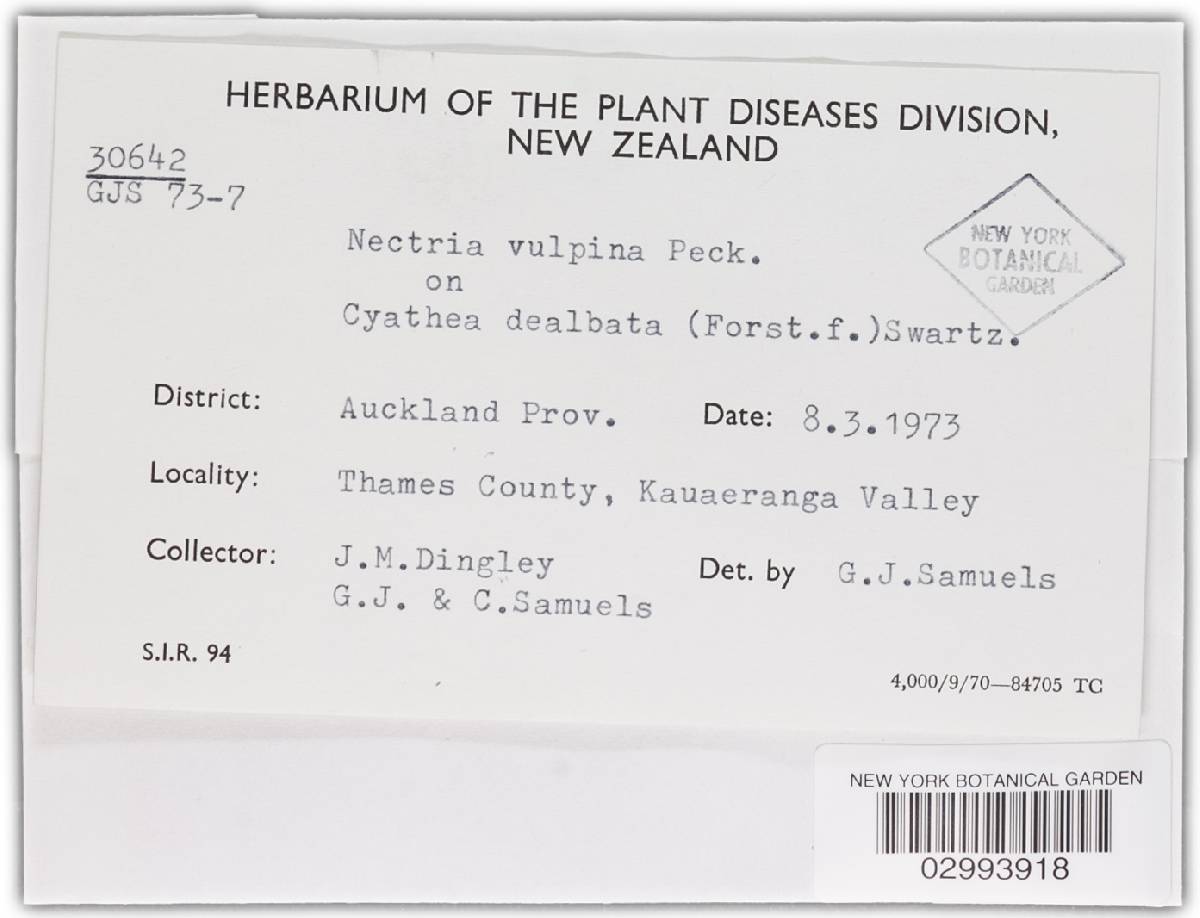 HERBARIUM OF THE PLANT DISEASES DIVISION,
NEW ZEALAND
30642
GJS 73-7
NEW YORK
BOTANICAL
GARDEN
Nectria vulpina Peck.
on
Cyathea dealbata (Forst.f.)Swartz.
District: Auckland Prov. Date: 8.3.1973
Locality: Thames County, Kauaeranga Valley
Collector: J.M.Dingley Det. by G.J.Samuels
G.J. & C.Samuels
S.I.R. 94
4,000/9/70—84705 TC
NEW YORK BOTANICAL GARDEN
02993918